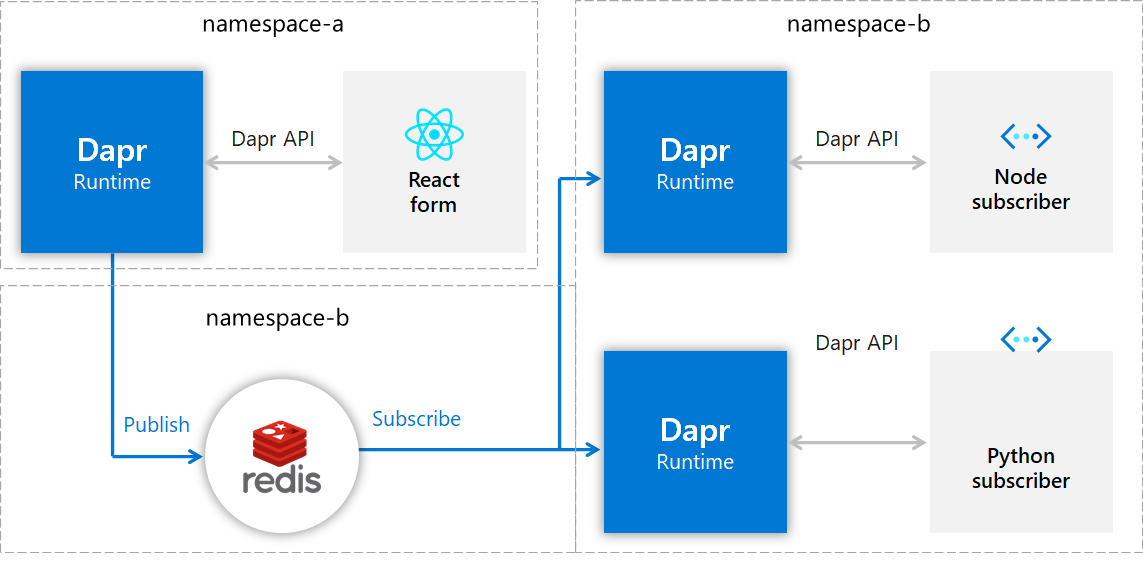 namespace-a
Dapr
Runtime
Dapr API
React
form
namespace-b
Publish
redis
Subscribe
namespace-b
Dapr
Runtime
Dapr API
Node
subscriber
Dapr
Runtime
Dapr API
Python
subscriber